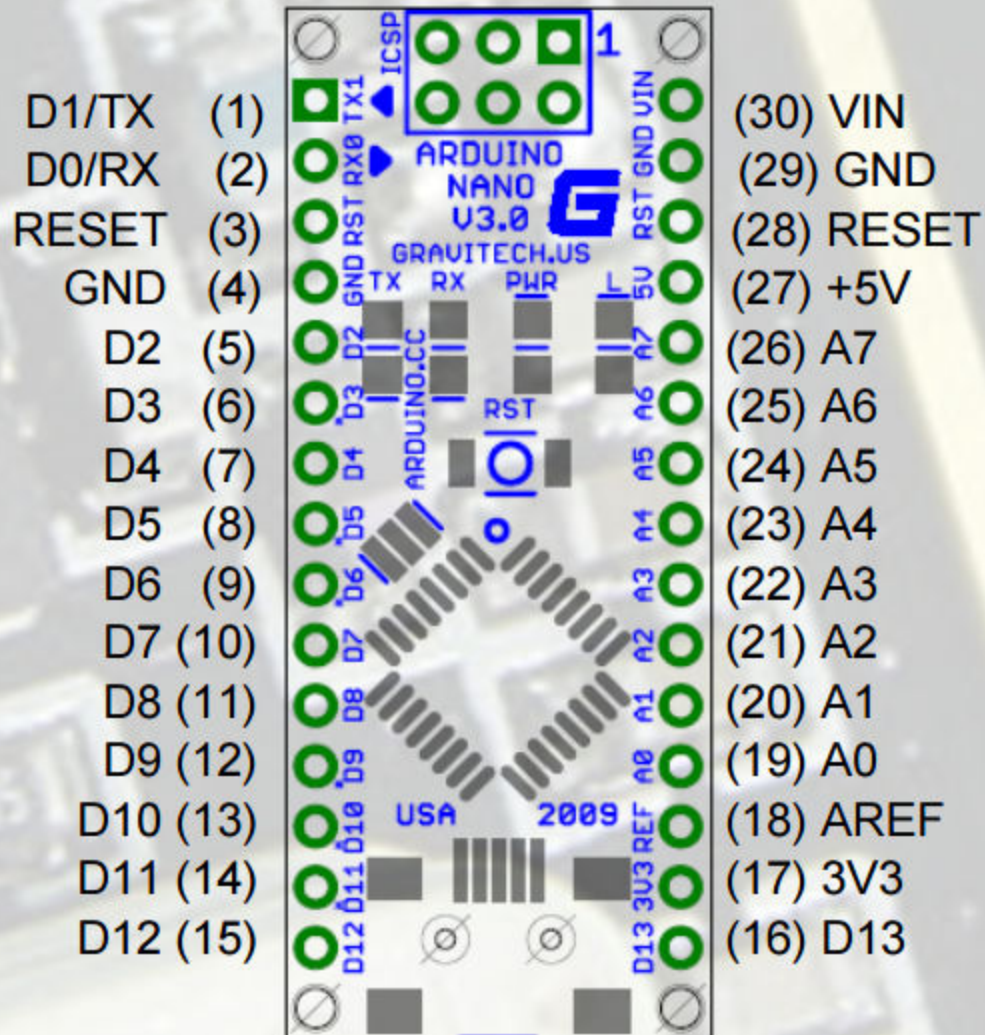 D1/TX (1)
D0/RX (2)
RESET (3)
GND (4)
D2 (5)
D3 (6)
D4 (7)
D5 (8)
D6 (9)
D7 (10)
D8 (11)
D9 (12)
D10 (13)
D11 (14)
D12 (15)
TX1
RX0
RST
GND
D2
D3
D4
D5
D6
D7
D8
D9
D10
D11
D12
ICSP
1
ARDUINO
NANO
V3.0
G
GRAVITECH.US
TX RX PWR L
ARDUINO.CC
RST
USA 2009
VIN
GND
RST
5V
A7
A6
A5
A4
A3
A2
A1
A0
REF
3V3
D13
(30) VIN
(29) GND
(28) RESET
(27) +5V
(26) A7
(25) A6
(24) A5
(23) A4
(22) A3
(21) A2
(20) A1
(19) A0
(18) AREF
(17) 3V3
(16) D13